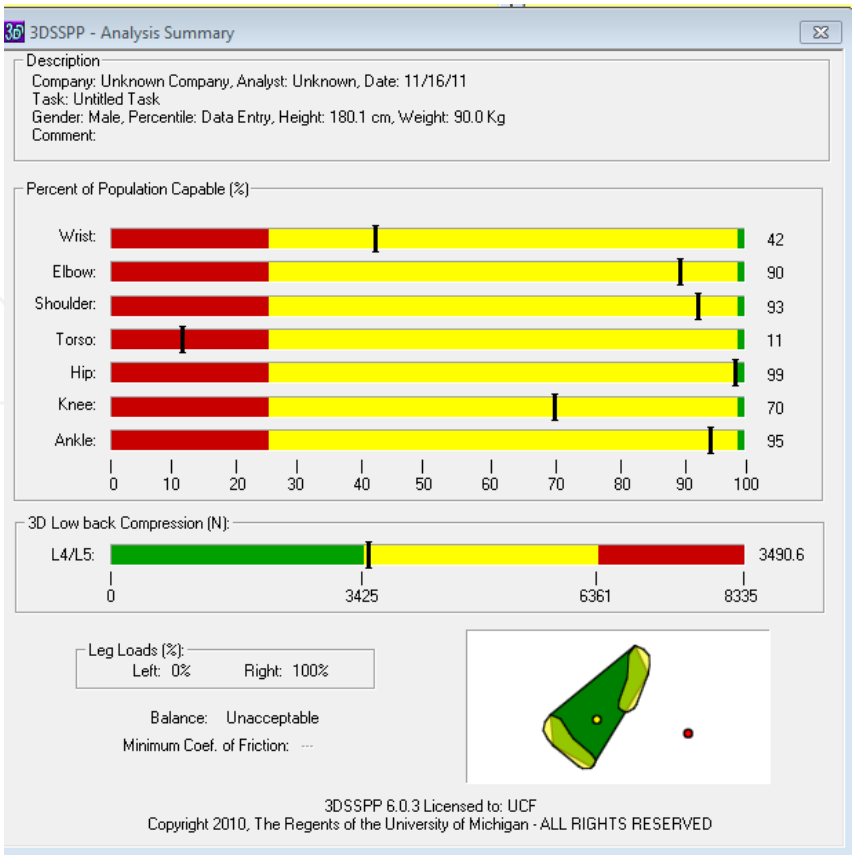 3DSSPP - Analysis Summary
Description
Company: Unknown Company, Analyst: Unknown, Date: 11/16/11
Task: Untitled Task
Gender: Male, Percentile: Data Entry, Height: 180.1 cm, Weight: 90.0 Kg
Comment:
Percent of Population Capable (%)
Wrist: 42
Elbow: 90
Shoulder: 93
Torso: 11
Hip: 99
Knee: 70
Ankle: 95
0 10 20 30 40 50 60 70 80 90 100
3D Low back Compression (N):
L4/L5: 3490.6
0 3425 6361 8335
Leg Loads (%):
Left: 0% Right: 100%
Balance: Unacceptable
Minimum Coef. of Friction: ---
3DSSPP 6.0.3 Licensed to: UCF
Copyright 2010, The Regents of the University of Michigan - ALL RIGHTS RESERVED